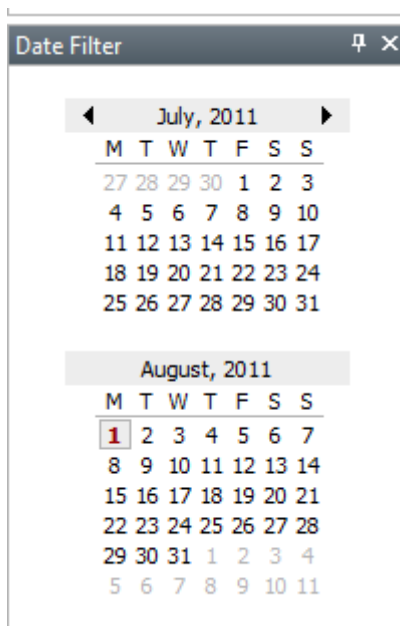 Date Filter
July, 2011
M T W T F S S
27 28 29 30 1 2 3
4 5 6 7 8 9 10
11 12 13 14 15 16 17
18 19 20 21 22 23 24
25 26 27 28 29 30 31
August, 2011
M T W T F S S
1 2 3 4 5 6 7
8 9 10 11 12 13 14
15 16 17 18 19 20 21
22 23 24 25 26 27 28
29 30 31 1 2 3 4
5 6 7 8 9 10 11